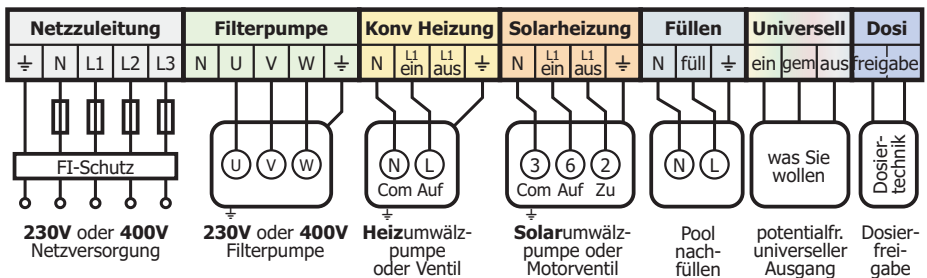 Netzzuleitung Filterpumpe Konv Heizung Solarheizung Füllen Universell Dosi
⏚ N L1 L2 L3 N U V W ⏚ N L1 ein L1 aus ⏚ N L1 ein L1 aus ⏚ N füll ⏚ ein gem aus freigabe
FI-Schutz
U V W
N L
Com Auf
3 6 2
Com Auf Zu
N L
was Sie
wollen
Dosier-
technik
230V oder 400V
Netzversorgung
230V oder 400V
Filterpumpe
Heizumwälz-
pumpe
oder Ventil
Solarumwälz-
pumpe oder
Motorventil
Pool
nach-
füllen
potentialfr.
universeller
Ausgang
Dosier-
frei-
gabe